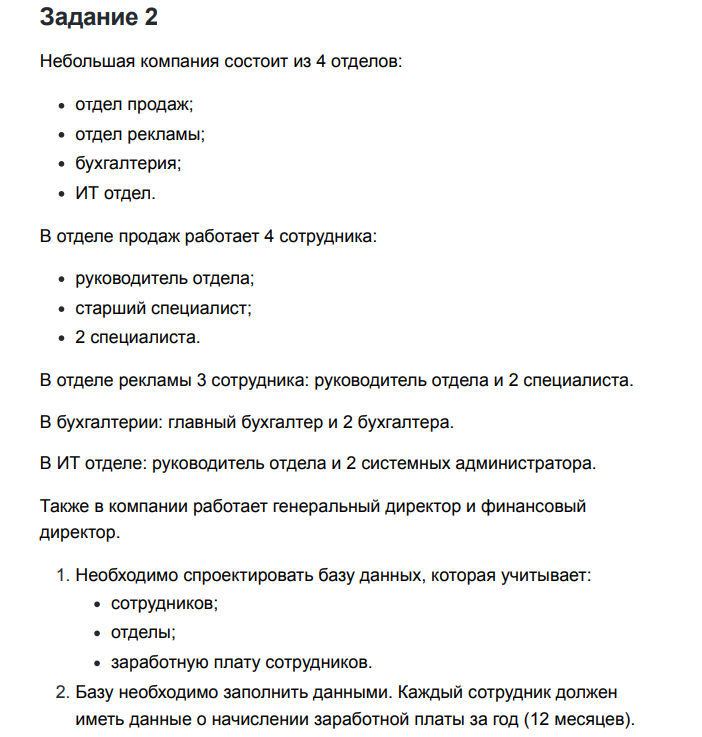 Задание 2
Небольшая компания состоит из 4 отделов:
• отдел продаж;
• отдел рекламы;
• бухгалтерия;
• ИТ отдел.
В отделе продаж работает 4 сотрудника:
• руководитель отдела;
• старший специалист;
• 2 специалиста.
В отделе рекламы 3 сотрудника: руководитель отдела и 2 специалиста.
В бухгалтерии: главный бухгалтер и 2 бухгалтера.
В ИТ отделе: руководитель отдела и 2 системных администратора.
Также в компании работает генеральный директор и финансовый
директор.
1. Необходимо спроектировать базу данных, которая учитывает:
• сотрудников;
• отделы;
• заработную плату сотрудников.
2. Базу необходимо заполнить данными. Каждый сотрудник должен
иметь данные о начислении заработной платы за год (12 месяцев).